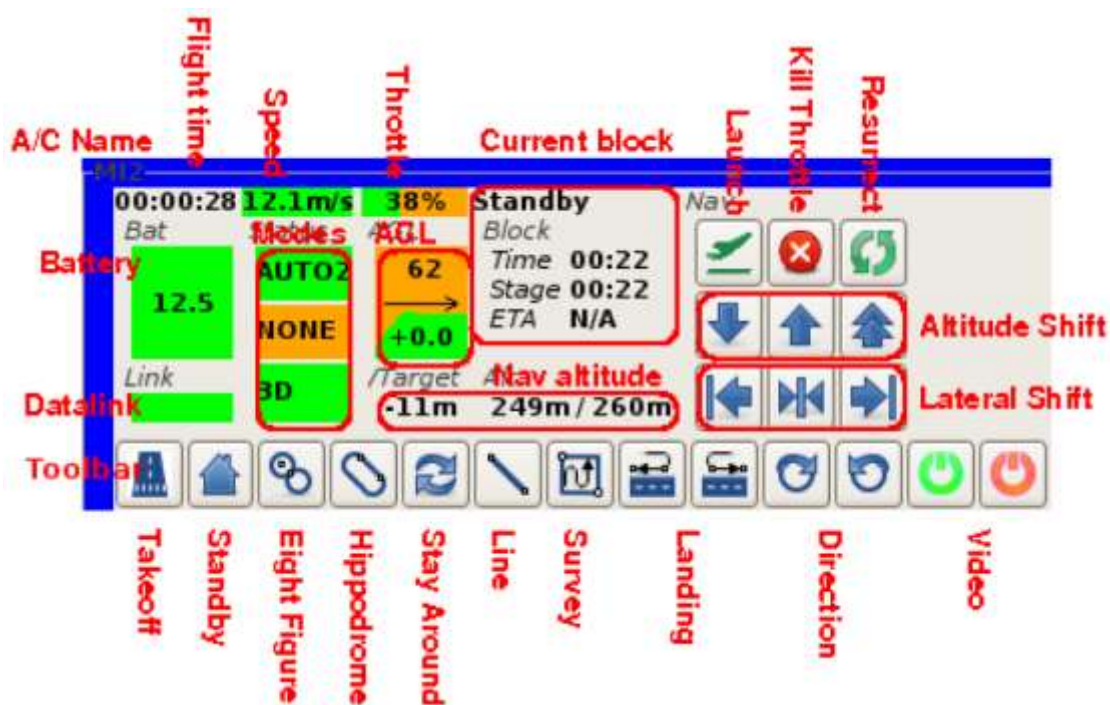 Flight time
Speed
Throttle
Launch
Kill Throttle
Resurrect
A/C Name
Current block
MI2
00:00:28
12.1m/s
38%
Standby
Nav
Bat
Modes
AGL
Block
Battery
12.5
AUTO2
62
Time 00:22
Stage 00:22
NONE
+0.0
ETA N/A
Altitude Shift
Link
3D
/Target
Nav altitude
Datalink
-11m
249m / 260m
Lateral Shift
Toolbar
Takeoff
Standby
Eight Figure
Hippodrome
Stay Around
Line
Survey
Landing
Direction
Video